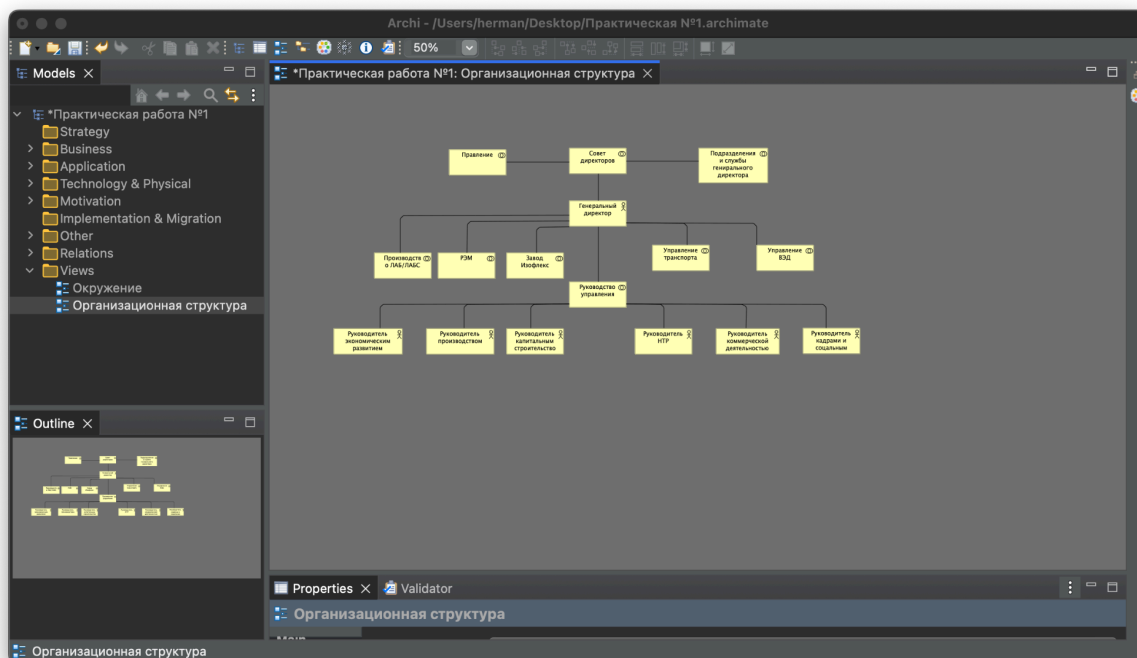 Archi - /Users/herman/Desktop/Практическая №1.archimate
50%
Models
*Практическая работа №1: Организационная структура
*Практическая работа №1
Strategy
Business
Application
Technology & Physical
Motivation
Implementation & Migration
Other
Relations
Views
Окружение
Организационная структура
Правление
Совет
директоров
Подразделения
и службы
генирального
директора
Генеральный
директор
Производств
о ЛАБ/ЛАБС
РЭМ
Завод
Изофлекс
Управление
транспорта
Управление
ВЭД
Руководство
управления
Руководитель
экономическим
развитием
Руководитель
производством
Руководитель
капитальным
строительство
Руководитель
НТР
Руководитель
коммерческой
деятельностью
Руководитель
кадрами и
соцальным
Outline
Properties
Validator
Организационная структура
Main
Организационная структура